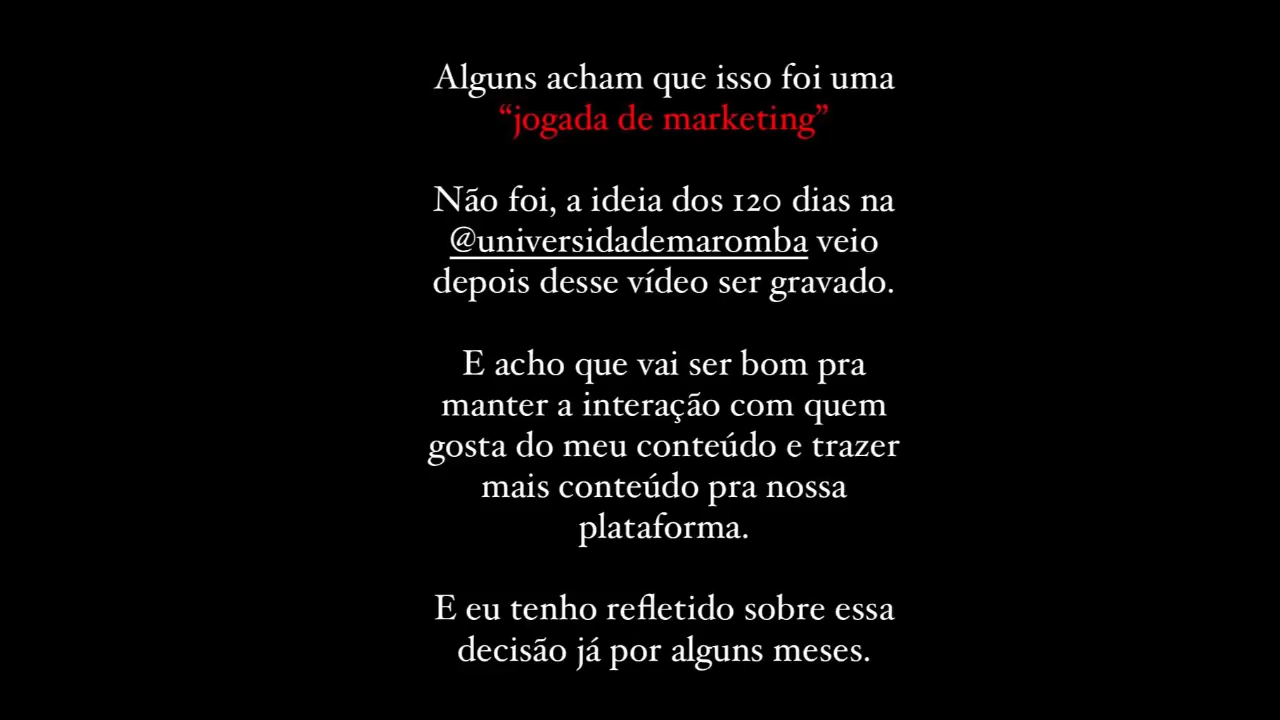 Alguns acham que isso foi uma
“jogada de marketing”
Não foi, a ideia dos 120 dias na
@universidademaromba veio
depois desse vídeo ser gravado.
E acho que vai ser bom pra
manter a interação com quem
gosta do meu conteúdo e trazer
mais conteúdo pra nossa
plataforma.
E eu tenho refletido sobre essa
decisão já por alguns meses.